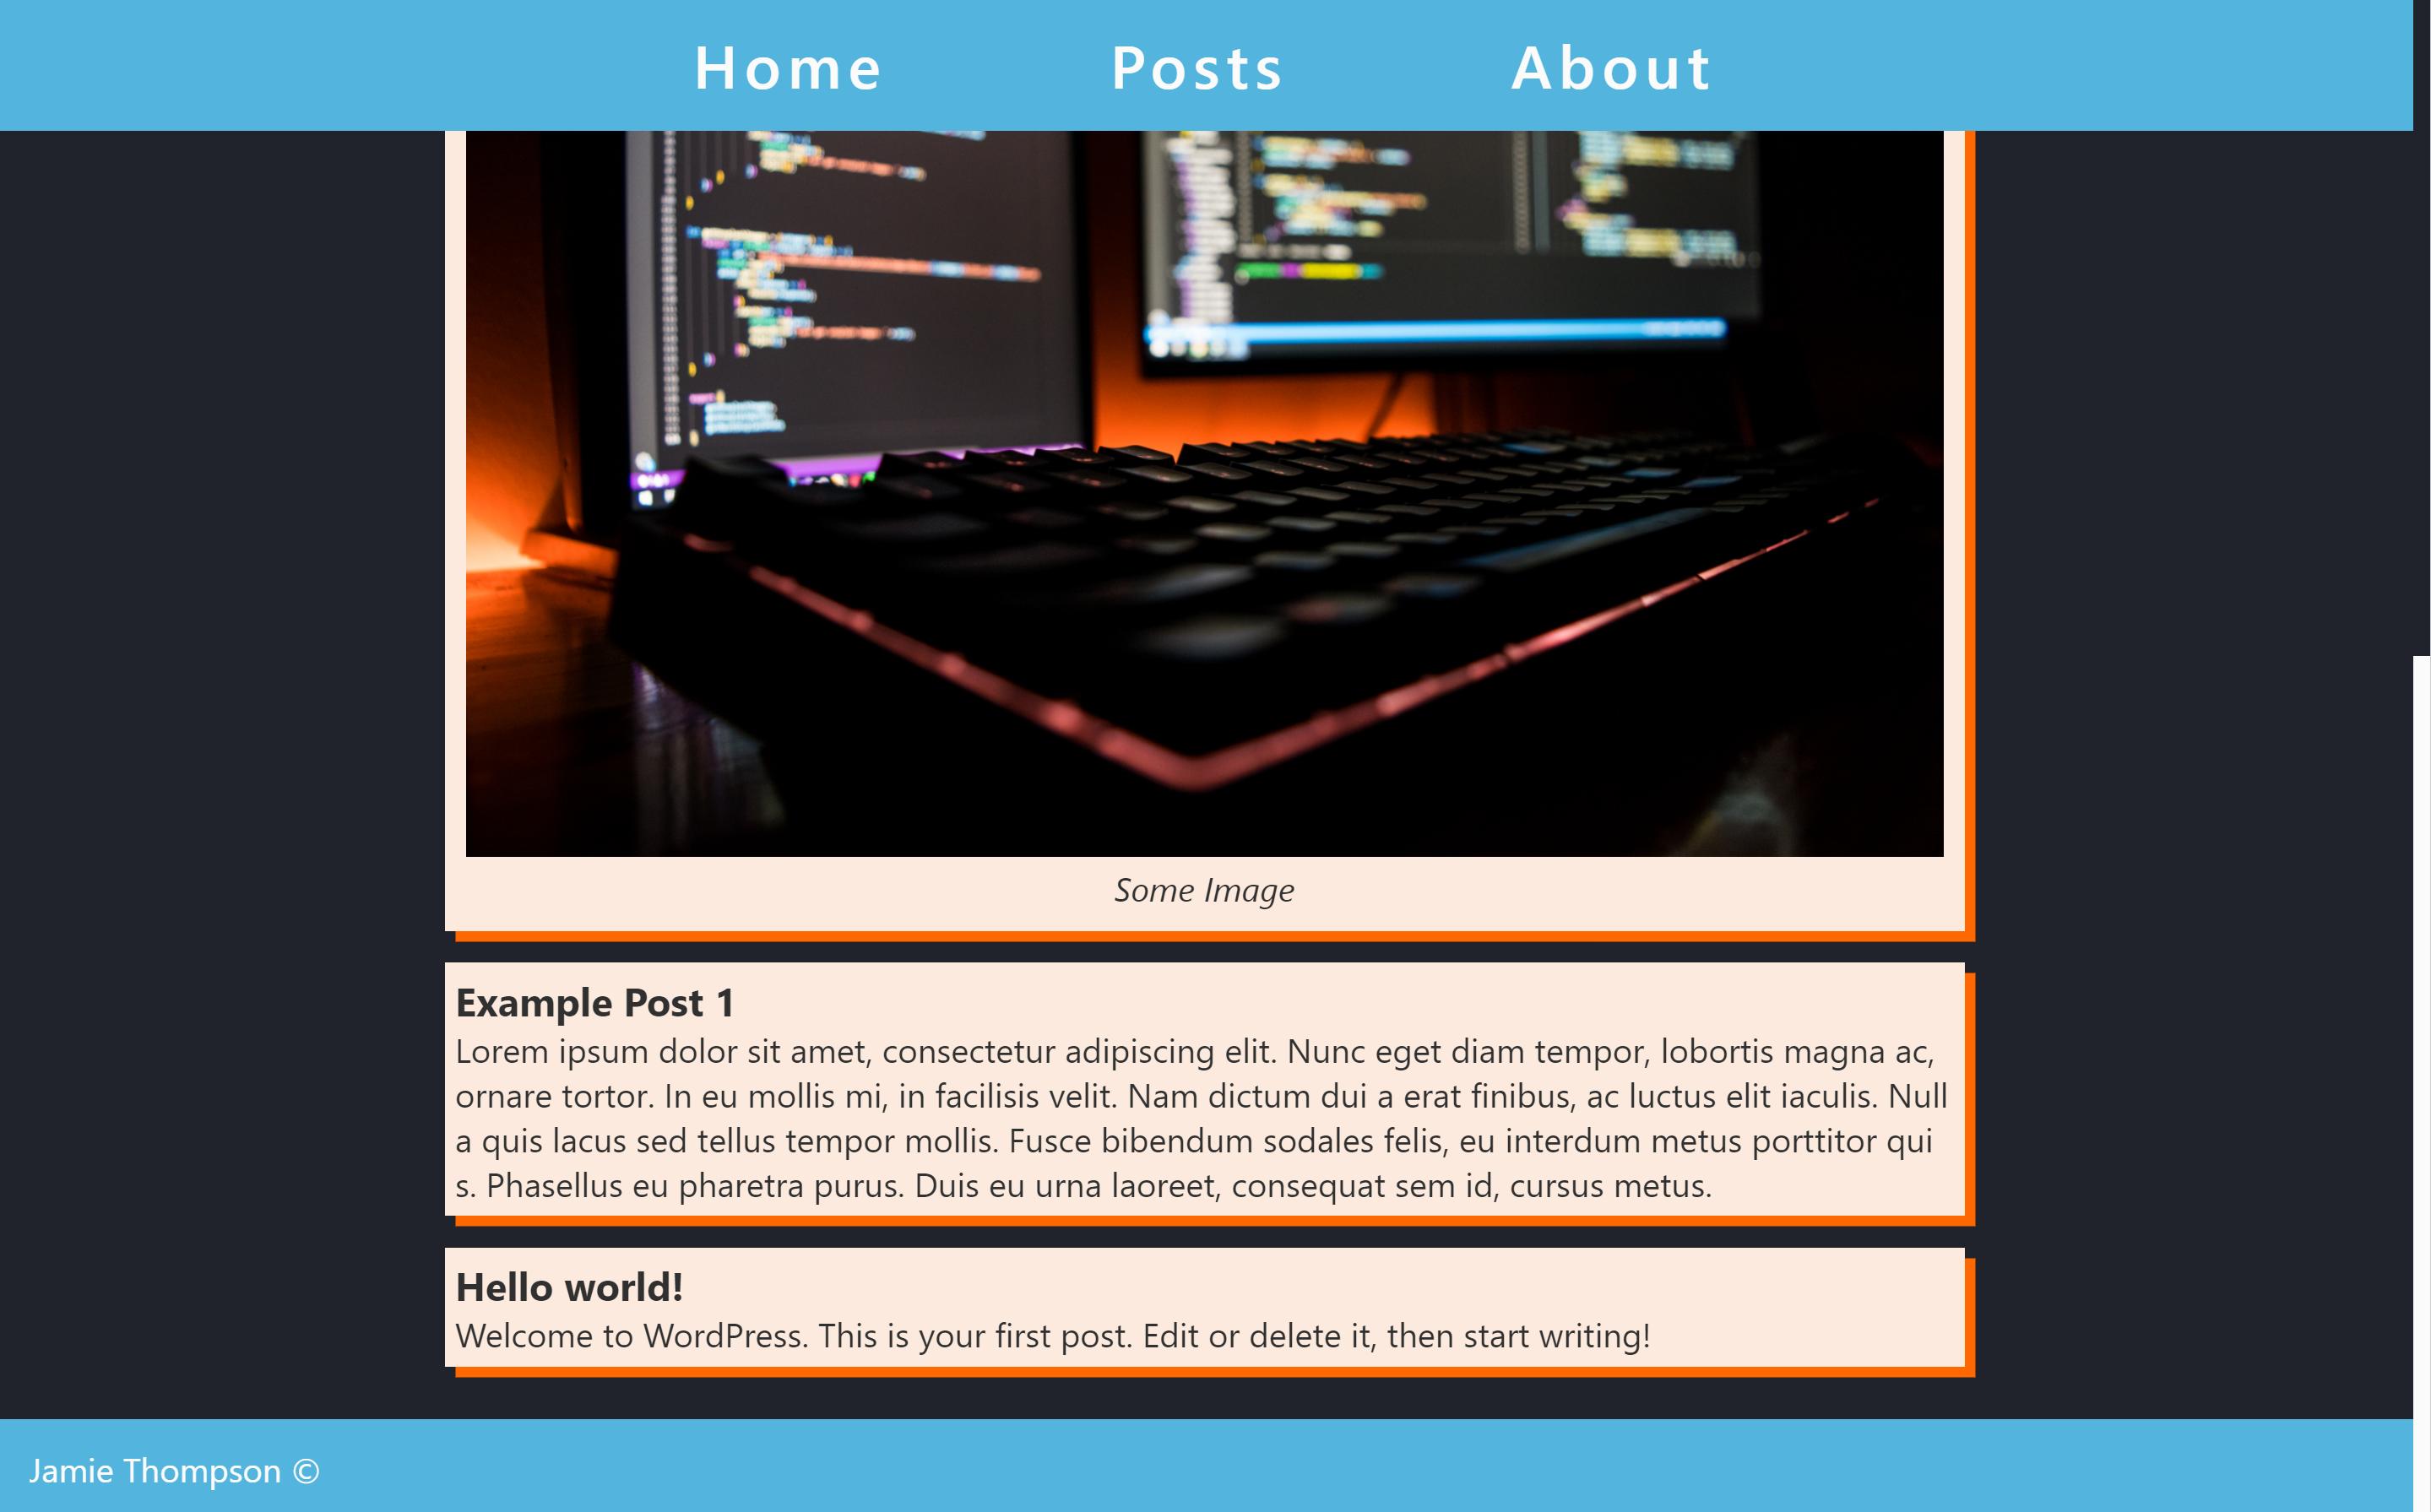 Home Posts About
Some Image
Example Post 1
Lorem ipsum dolor sit amet, consectetur adipiscing elit. Nunc eget diam tempor, lobortis magna ac,
ornare tortor. In eu mollis mi, in facilisis velit. Nam dictum dui a erat finibus, ac luctus elit iaculis. Null
a quis lacus sed tellus tempor mollis. Fusce bibendum sodales felis, eu interdum metus porttitor qui
s. Phasellus eu pharetra purus. Duis eu urna laoreet, consequat sem id, cursus metus.
Hello world!
Welcome to WordPress. This is your first post. Edit or delete it, then start writing!
Jamie Thompson ©